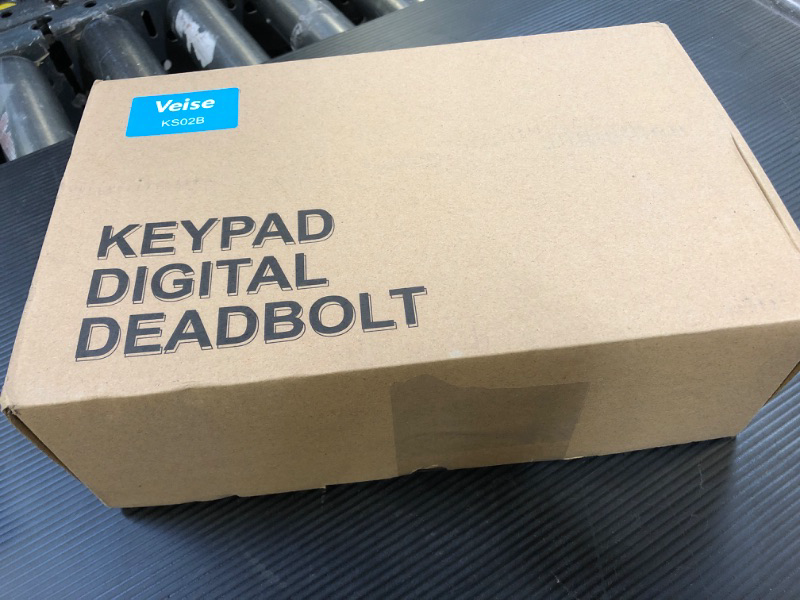 Veise
KS02B
KEYPAD
DIGITAL
DEADBOLT